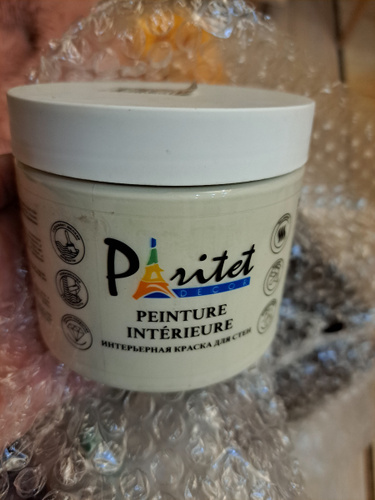 Paritet
DECOR
PEINTURE
INTÉRIEURE
ИНТЕРЬЕРНАЯ КРАСКА ДЛЯ СТЕН